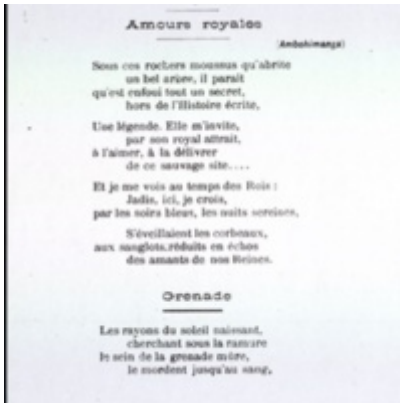 Amours royales
(Ambohimanga)
Sous ces rochers moussus qu'abrite
un bel arbre, il paraît
qu'est enfoui tout un secret,
hors de l'Histoire écrite,
Une légende. Elle m'invite,
par son royal attrait,
à l'aimer, à la délivrer
de ce sauvage site....
Et je me vois au temps des Rois :
Jadis, ici, je crois,
par les soirs bleus, les nuits sereines,
S'éveillaient les corbeaux,
aux sanglots, réduits en échos
des amants de nos Reines.
Grenade
Les rayons du soleil naissant,
cherchant sous la ramure
le sein de la grenade mûre,
le mordent jusqu'au sang,